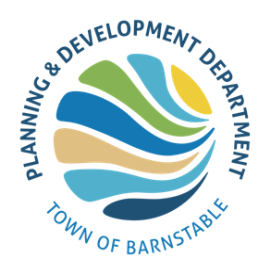 PLANNING & DEVELOPMENT DEPARTMENT
TOWN OF BARNSTABLE